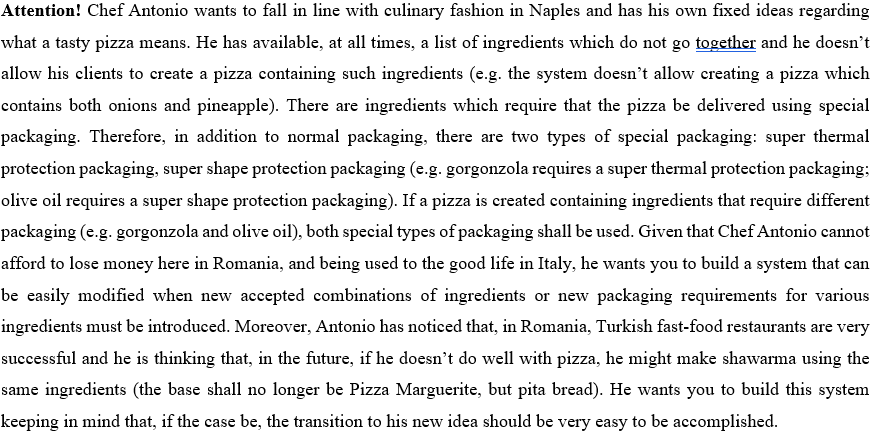 Attention! Chef Antonio wants to fall in line with culinary fashion in Naples and has his own fixed ideas regarding
what a tasty pizza means. He has available, at all times, a list of ingredients which do not go together and he doesn’t
allow his clients to create a pizza containing such ingredients (e.g. the system doesn’t allow creating a pizza which
contains both onions and pineapple). There are ingredients which require that the pizza be delivered using special
packaging. Therefore, in addition to normal packaging, there are two types of special packaging: super thermal
protection packaging, super shape protection packaging (e.g. gorgonzola requires a super thermal protection packaging;
olive oil requires a super shape protection packaging). If a pizza is created containing ingredients that require different
packaging (e.g. gorgonzola and olive oil), both special types of packaging shall be used. Given that Chef Antonio cannot
afford to lose money here in Romania, and being used to the good life in Italy, he wants you to build a system that can
be easily modified when new accepted combinations of ingredients or new packaging requirements for various
ingredients must be introduced. Moreover, Antonio has noticed that, in Romania, Turkish fast-food restaurants are very
successful and he is thinking that, in the future, if he doesn’t do well with pizza, he might make shawarma using the
same ingredients (the base shall no longer be Pizza Marguerite, but pita bread). He wants you to build this system
keeping in mind that, if the case be, the transition to his new idea should be very easy to be accomplished.